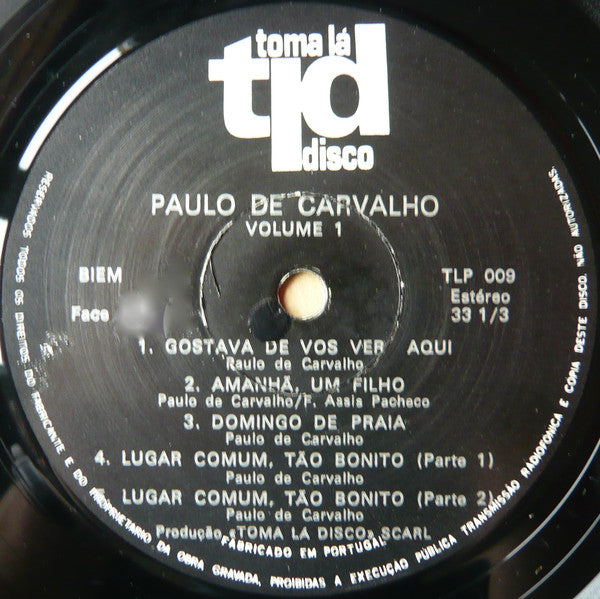 toma lá
tld
disco
PAULO DE CARVALHO
VOLUME 1
BIEM
TLP 009
Face
Estéreo
33 1/3
1. GOSTAVA DE VOS VER AQUI
Paulo de Carvalho
2. AMANHÃ, UM FILHO
Paulo de Carvalho/F. Assis Pacheco
3. DOMINGO DE PRAIA
Paulo de Carvalho
4. LUGAR COMUM, TÃO BONITO (Parte 1)
Paulo de Carvalho
LUGAR COMUM, TÃO BONITO (Parte 2)
Paulo de Carvalho
Produção «TOMA LA DISCO» SCARL
FABRICADO EM PORTUGAL
RESERVADOS TODOS OS DIREITOS DO FABRICANTE E DO PROPRIETARIO DA OBRA GRAVADA, PROIBIDAS A EXECUÇÃO PÚBLICA TRANSMISSÃO RADIOFONICA E COPIA DESTE DISCO, NÃO AUTORIZADAS.